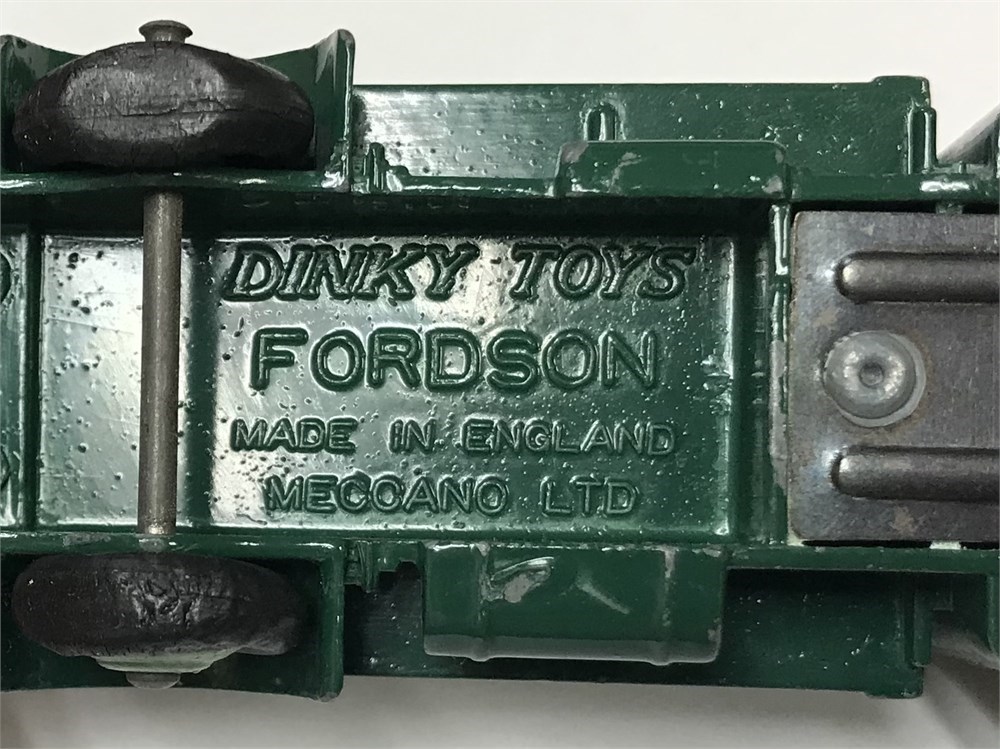 DINKY TOYS
FORDSON
MADE IN ENGLAND
MECCANO LTD